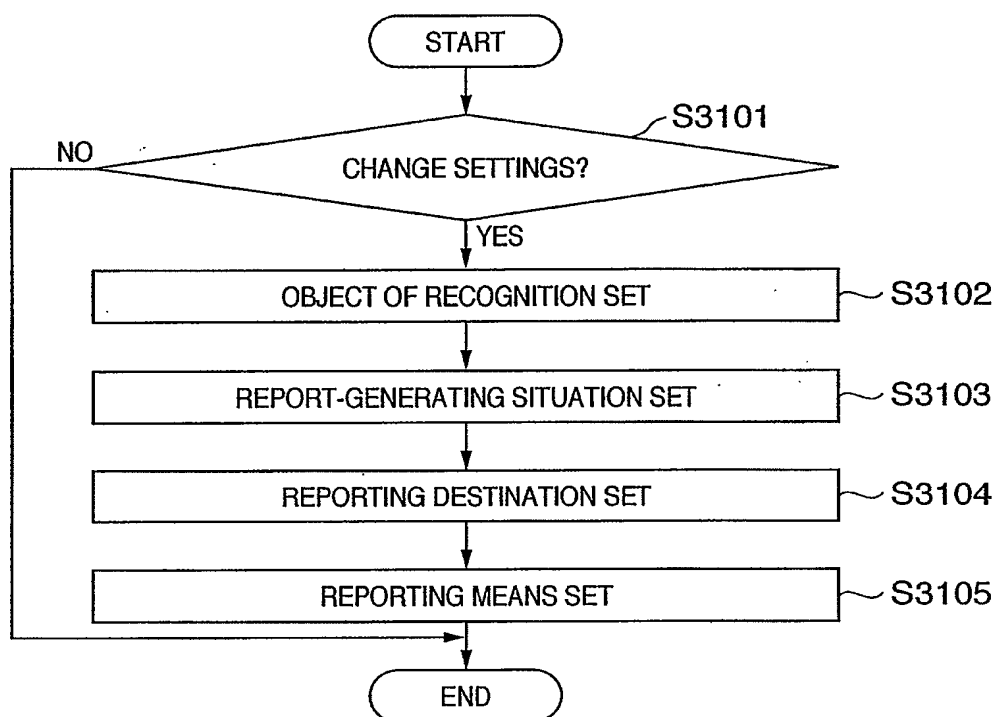 START
S3101
NO
CHANGE SETTINGS?
YES
OBJECT OF RECOGNITION SET
S3102
REPORT-GENERATING SITUATION SET
S3103
REPORTING DESTINATION SET
S3104
REPORTING MEANS SET
S3105
END